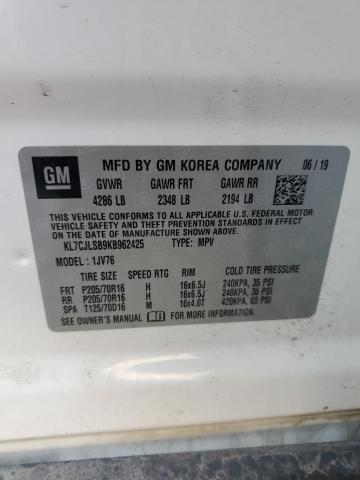 GM
MFD BY GM KOREA COMPANY 06/19
GVWR GAWR FRT GAWR RR
4286 LB 2348 LB 2194 LB
THIS VEHICLE CONFORMS TO ALL APPLICABLE U.S. FEDERAL MOTOR
VEHICLE SAFETY, BUMPER, AND THEFT PREVENTION STANDARDS IN
EFFECT ON THE DATE OF MANUFACTURE SHOWN ABOVE.
KL7CJLSB9KB962425 TYPE: MPV
MODEL: 1JV76
TIRE SIZE SPEED RTG RIM COLD TIRE PRESSURE
FRT P205/70R16 H 16x6.5J 240KPA, 35 PSI
RR P205/70R16 H 16x6.5J 240KPA, 35 PSI
SPA T125/70D16 M 16x4.0T 420KPA, 60 PSI
SEE OWNER'S MANUAL FOR MORE INFORMATION